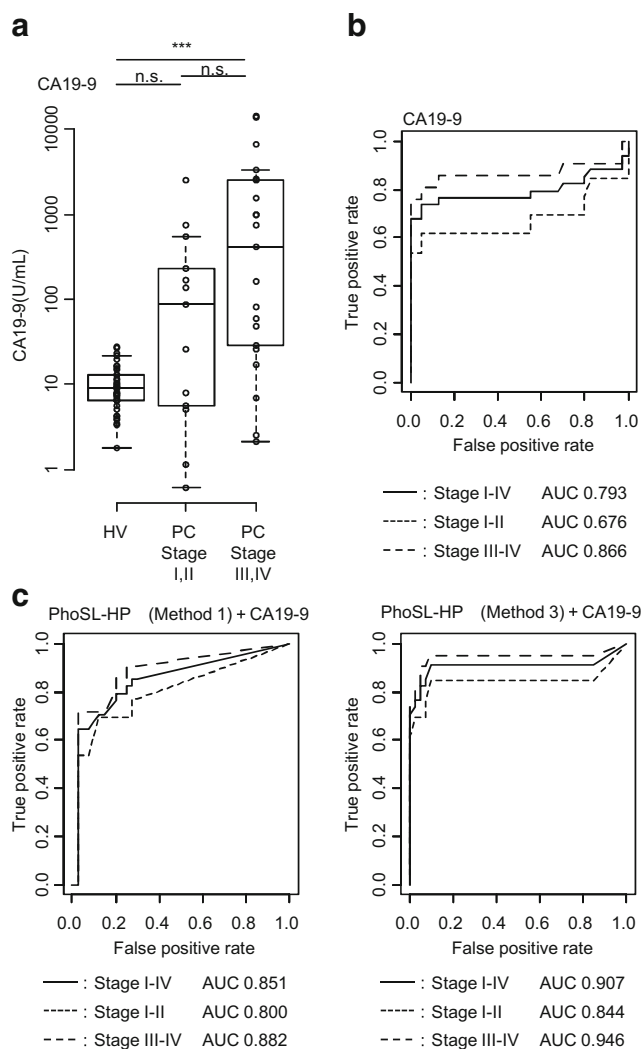 a
***
n.s.
n.s.
CA19-9
CA19-9(U/mL)
10000
1000
100
10
1
HV
PC
Stage
I,II
PC
Stage
III,IV
b
CA19-9
True positive rate
1.0
0.8
0.6
0.4
0.2
0.0
0.0 0.2 0.4 0.6 0.8 1.0
False positive rate
: Stage I-IV AUC 0.793
: Stage I-II AUC 0.676
: Stage III-IV AUC 0.866
c
PhoSL-HP (Method 1) + CA19-9
True positive rate
1.0
0.8
0.6
0.4
0.2
0.0
0.0 0.2 0.4 0.6 0.8 1.0
False positive rate
: Stage I-IV AUC 0.851
: Stage I-II AUC 0.800
: Stage III-IV AUC 0.882
PhoSL-HP (Method 3) + CA19-9
True positive rate
1.0
0.8
0.6
0.4
0.2
0.0
0.0 0.2 0.4 0.6 0.8 1.0
False positive rate
: Stage I-IV AUC 0.907
: Stage I-II AUC 0.844
: Stage III-IV AUC 0.946